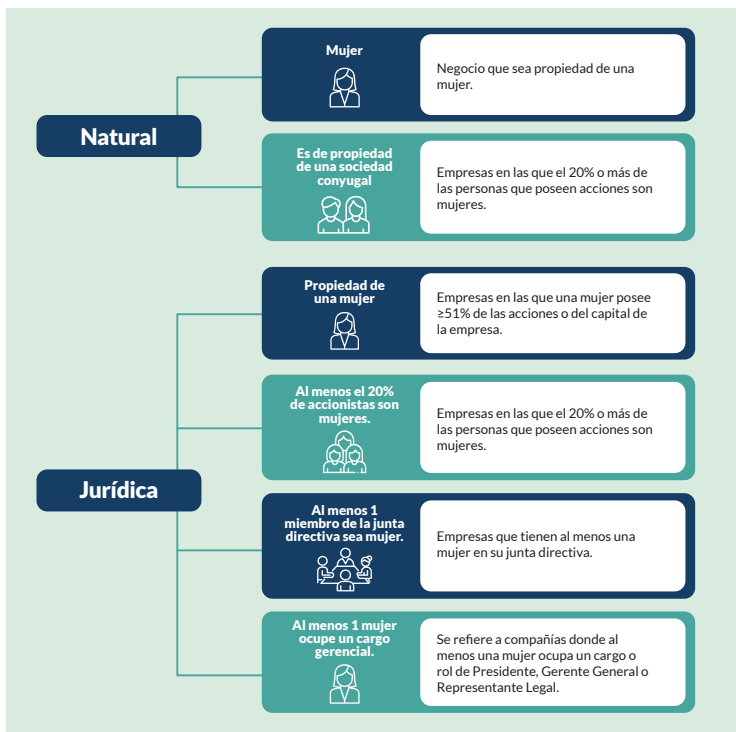 Natural
Mujer
Negocio que sea propiedad de una
mujer.
Es de propiedad
de una sociedad
conyugal
Empresas en las que el 20% o más de
las personas que poseen acciones son
mujeres.
Jurídica
Propiedad de
una mujer
Empresas en las que una mujer posee
≥51% de las acciones o del capital de
la empresa.
Al menos el 20%
de accionistas son
mujeres.
Empresas en las que el 20% o más de
las personas que poseen acciones son
mujeres.
Al menos 1
miembro de la junta
directiva sea mujer.
Empresas que tienen al menos una
mujer en su junta directiva.
Al menos 1 mujer
ocupe un cargo
gerencial.
Se refiere a compañías donde al
menos una mujer ocupa un cargo o
rol de Presidente, Gerente General o
Representante Legal.